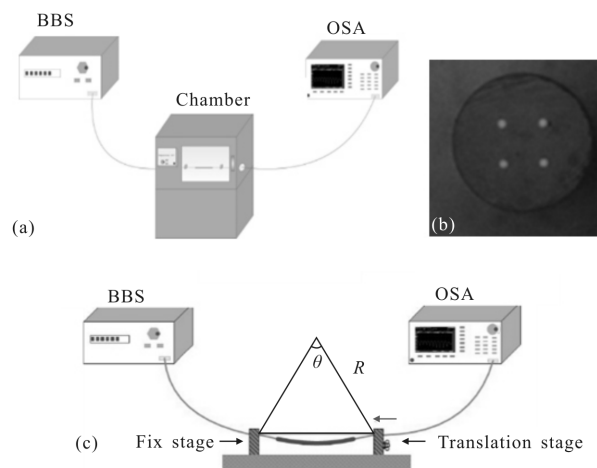 BBS
OSA
Chamber
(a)
(b)
BBS
OSA
θ
R
(c)
Fix stage
Translation stage